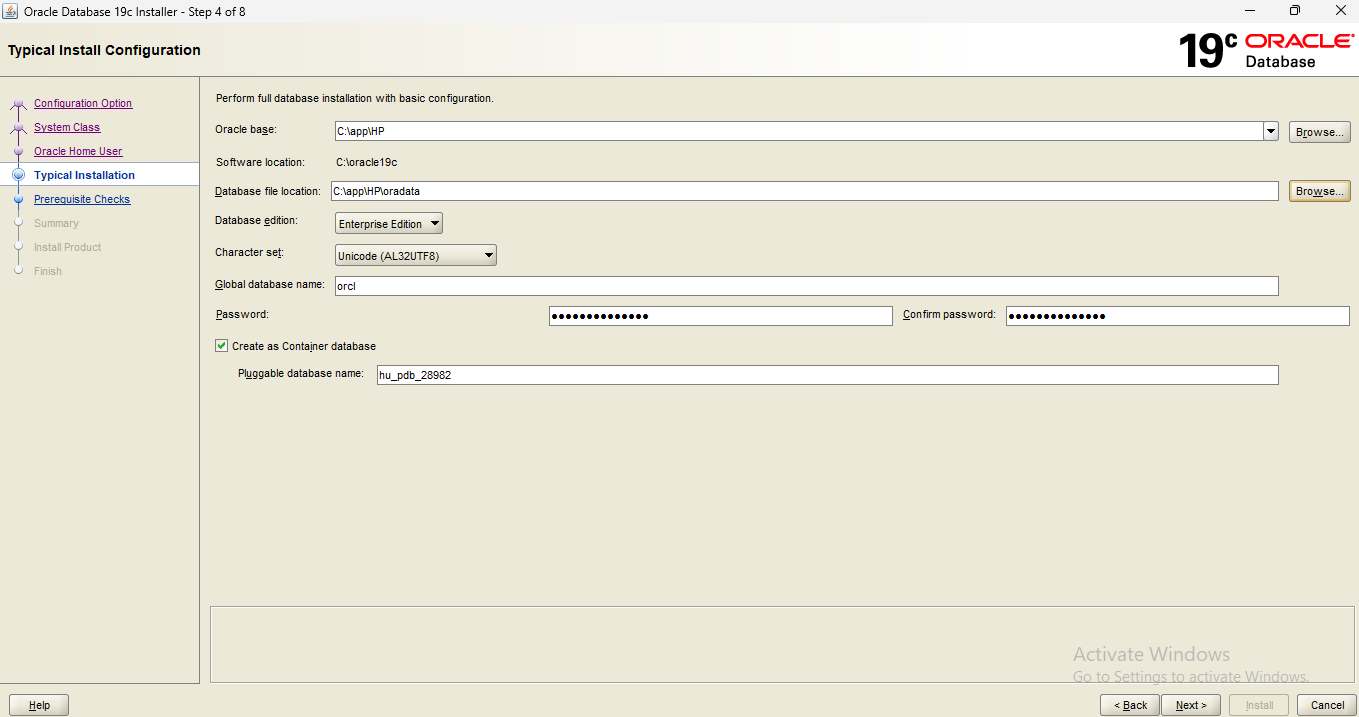 Oracle Database 19c Installer - Step 4 of 8
Typical Install Configuration
19c ORACLE
Database
Configuration Option
System Class
Oracle Home User
Typical Installation
Prerequisite Checks
Summary
Install Product
Finish
Perform full database installation with basic configuration.
Oracle base: C:\app\HP Browse...
Software location: C:\oracle19c
Database file location: C:\app\HP\oradata Browse...
Database edition: Enterprise Edition
Character set: Unicode (AL32UTF8)
Global database name: orcl
Password: •••••••••••••• Confirm password: ••••••••••••••
Create as Container database
Pluggable database name: hu_pdb_28982
Activate Windows
Go to Settings to activate Windows.
Help < Back Next > Install Cancel